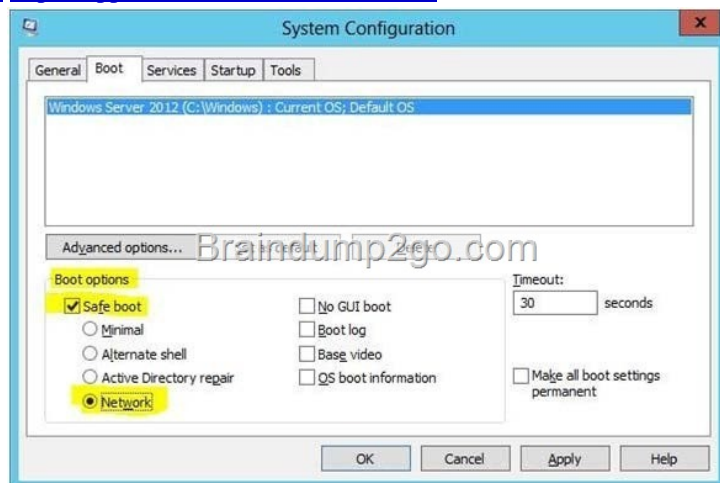 System Configuration
x
General Boot Services Startup Tools
Windows Server 2012 (C:\Windows) : Current OS; Default OS
Advanced options...
Braindump2go.com
Boot options
Timeout:
Safe boot
No GUI boot
30 seconds
Minimal
Boot log
Alternate shell
Base video
Active Directory repair
OS boot information
Make all boot settings permanent
Network
OK Cancel Apply Help